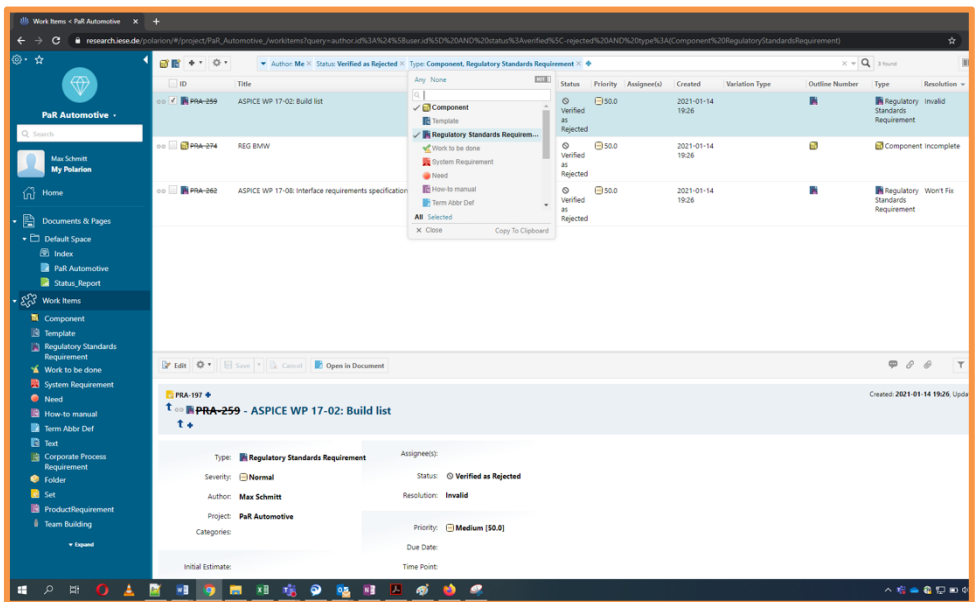 Work Items < PaR Automotive
research.iese.de/polarion/#/project/PaR_Automotive_/workitems?query=author.id%3A%24%5Buser.id%5D%20AND%20status%3Averified%5C-rejected%20AND%20type%3A(Component%20RegulatoryStandardsRequirement)
PaR Automotive
Search
Max Schmitt
My Polarion
Home
Documents & Pages
Default Space
Index
PaR Automotive
Status_Report
Work Items
Component
Template
Regulatory Standards
Requirement
Work to be done
System Requirement
Need
How-to manual
Term Abbr Def
Text
Corporate Process
Requirement
Folder
Set
ProductRequirement
Team Building
Expand
Author: Me Status: Verified as Rejected Type: Component, Regulatory Standards Requirement
3 found
ID Title Status Priority Assignee(s) Created Variation Type Outline Number Type Resolution
PRA-259 ASPICE WP 17-02: Build list Verified as Rejected 50.0 2021-01-14 19:26 Regulatory Standards Requirement Invalid
PRA-274 REG BMW Verified as Rejected 50.0 2021-01-14 19:26 Component Incomplete
PRA-262 ASPICE WP 17-08: Interface requirements specification Verified as Rejected 50.0 2021-01-14 19:26 Regulatory Standards Requirement Won't Fix
Any None
Component
Template
Regulatory Standards Requirem...
Work to be done
System Requirement
Need
How-to manual
Term Abbr Def
All Selected
Close Copy To Clipboard
Edit Save Cancel Open in Document
PRA-197
Created: 2021-01-14 19:26, Upda
PRA-259 - ASPICE WP 17-02: Build list
Type: Regulatory Standards Requirement
Assignee(s):
Severity: Normal
Status: Verified as Rejected
Author: Max Schmitt
Resolution: Invalid
Project: PaR Automotive
Categories:
Priority: Medium [50.0]
Due Date:
Initial Estimate:
Time Point: